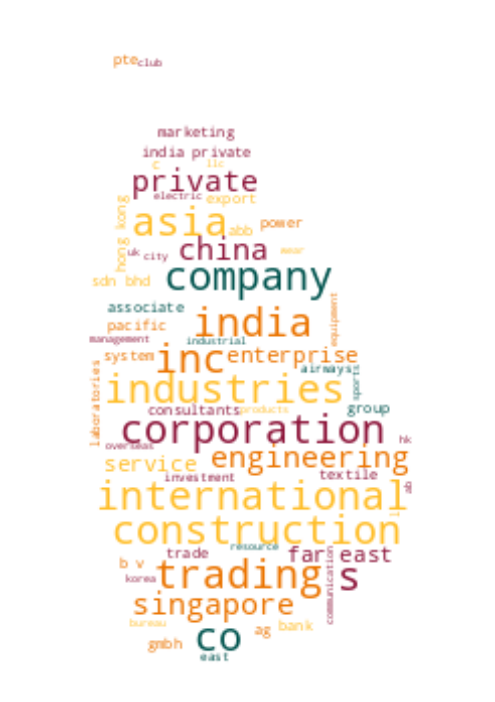 pte club
marketing
india private
c llc
private
electric export
hong kong
asia abb power
china
uk city wear
company
sdn bhd
associate
equipment
pacific india
management industrial
system inc enterprise
airways
sports
industries
laboratories
consultants products group
corporation hk
overseas
service engineering
investment textile
international
construction
resource
trade far east
b v trading s
korea
communication
singapore
bureau
co ag bank
gmbh
east